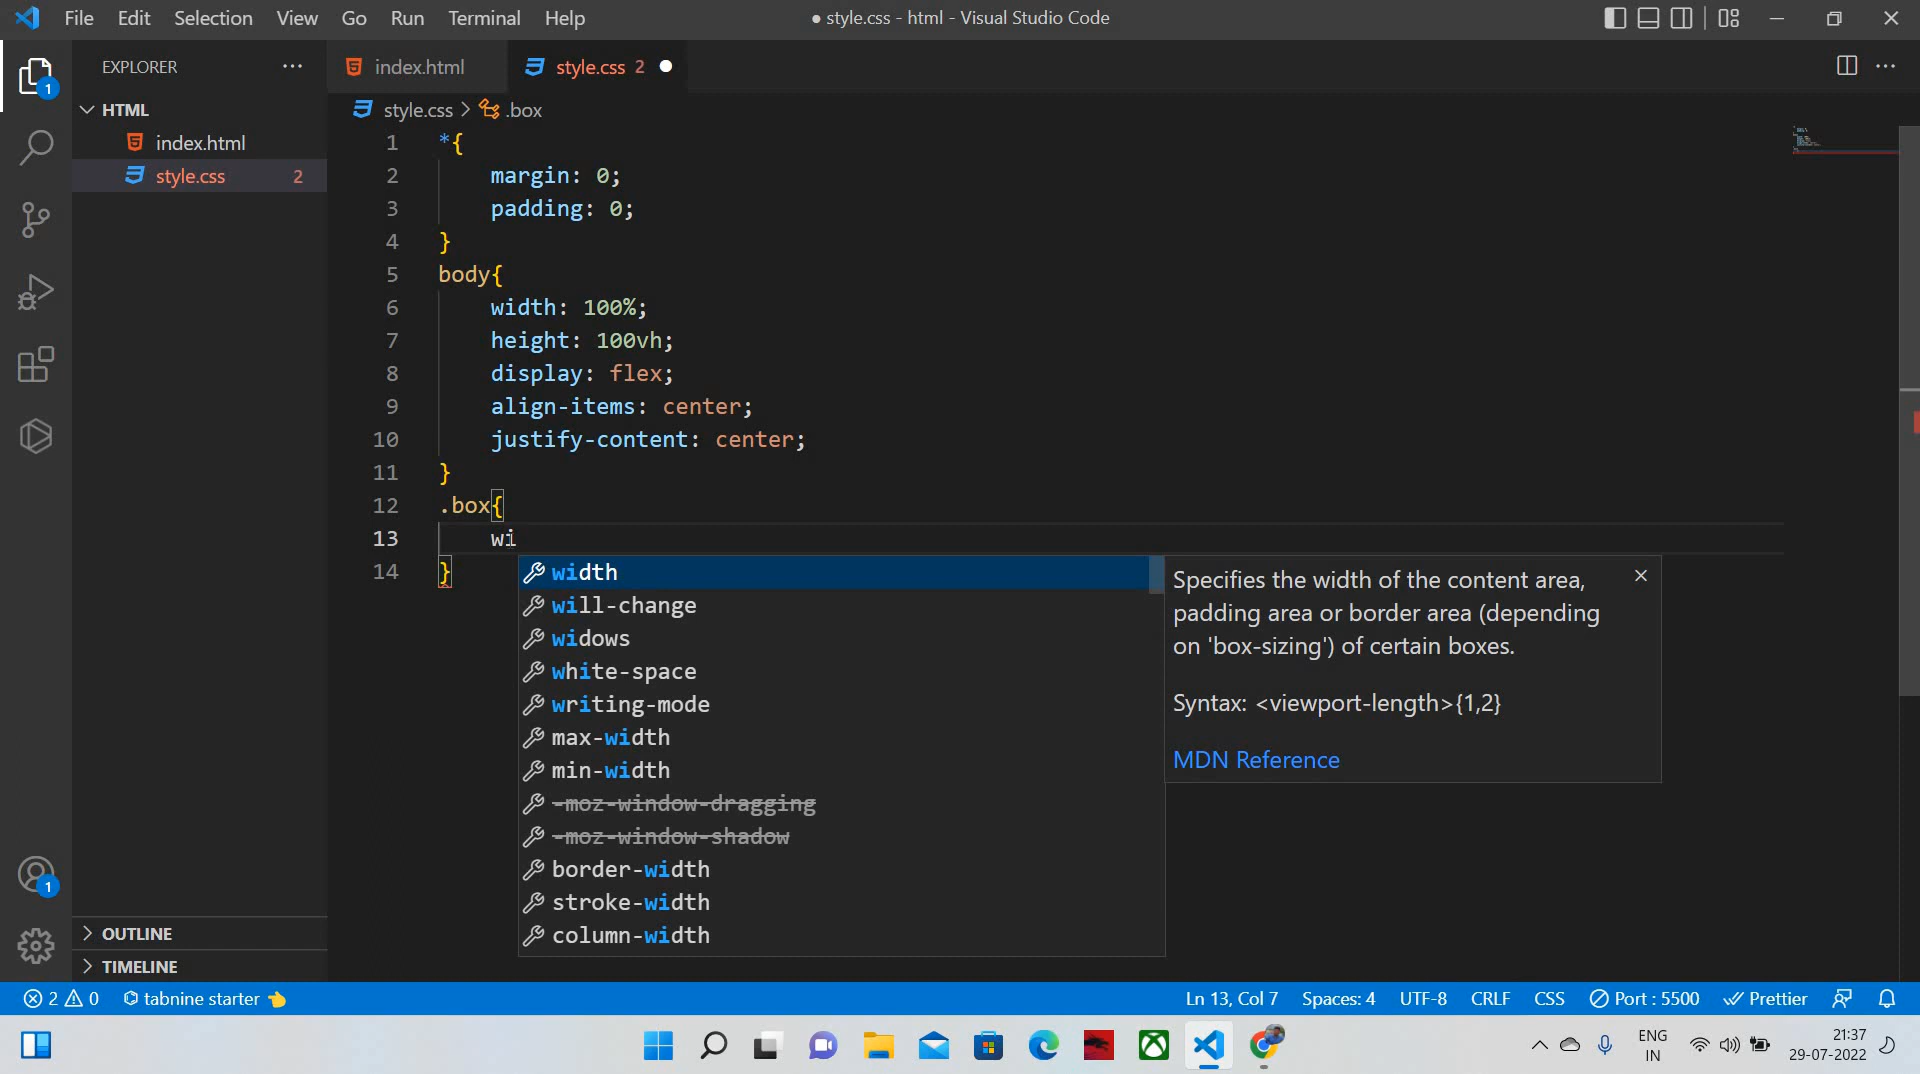 File Edit Selection View Go Run Terminal Help
● style.css - html - Visual Studio Code
EXPLORER
HTML
index.html
style.css 2
OUTLINE
TIMELINE
index.html
style.css 2
style.css > .box
1 *{
2 margin: 0;
3 padding: 0;
4 }
5 body{
6 width: 100%;
7 height: 100vh;
8 display: flex;
9 align-items: center;
10 justify-content: center;
11 }
12 .box{
13 wi
14 }
width
will-change
widows
white-space
writing-mode
max-width
min-width
-moz-window-dragging
-moz-window-shadow
border-width
stroke-width
column-width
Specifies the width of the content area,
padding area or border area (depending
on 'box-sizing') of certain boxes.
Syntax: <viewport-length>{1,2}
MDN Reference
1
1
2 0 tabnine starter
Ln 13, Col 7 Spaces: 4 UTF-8 CRLF CSS Port : 5500 Prettier
ENG
IN
21:37
29-07-2022